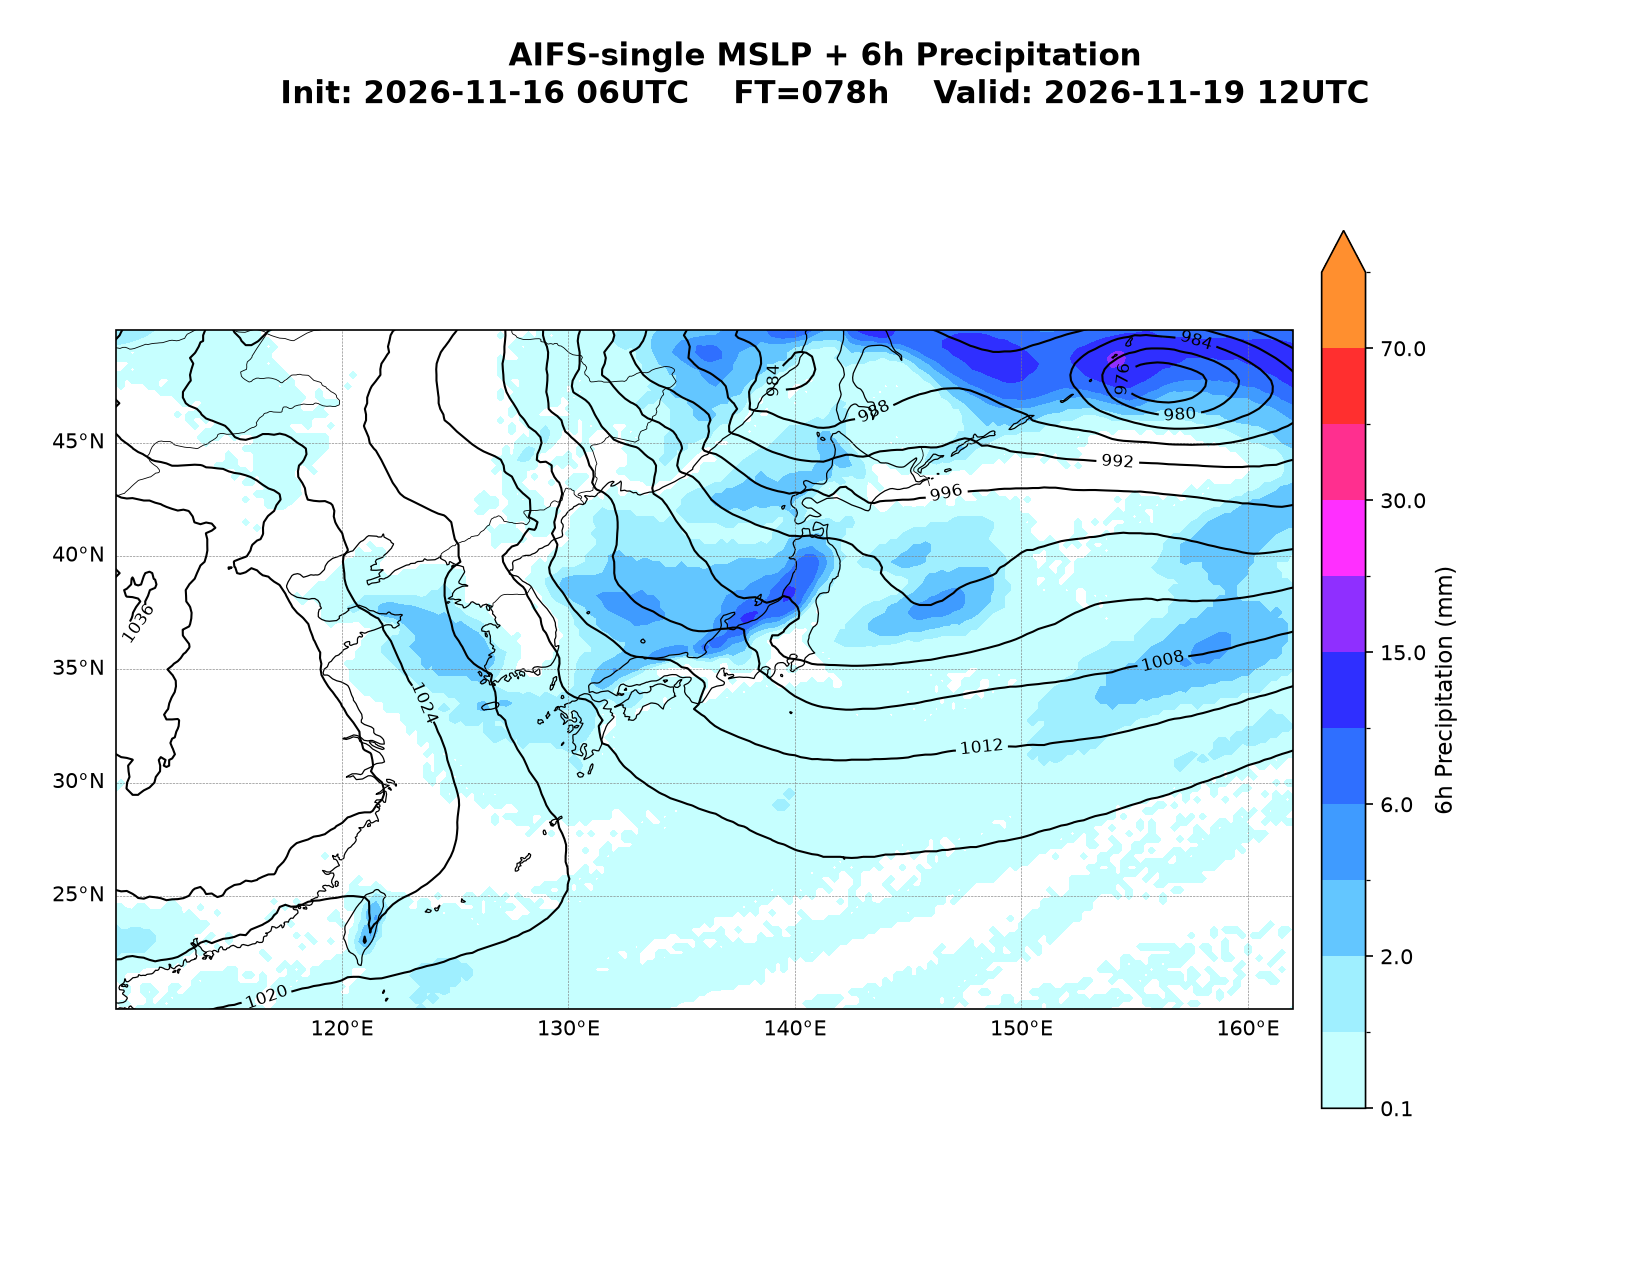 AIFS-single MSLP + 6h Precipitation
Init: 2026-11-16 06UTC    FT=078h    Valid: 2026-11-19 12UTC
984
976
980
984
988
992
996
1008
1012
1020
1024
1036
45°N
40°N
35°N
30°N
25°N
120°E
130°E
140°E
150°E
160°E
70.0
30.0
15.0
6.0
2.0
0.1
6h Precipitation (mm)